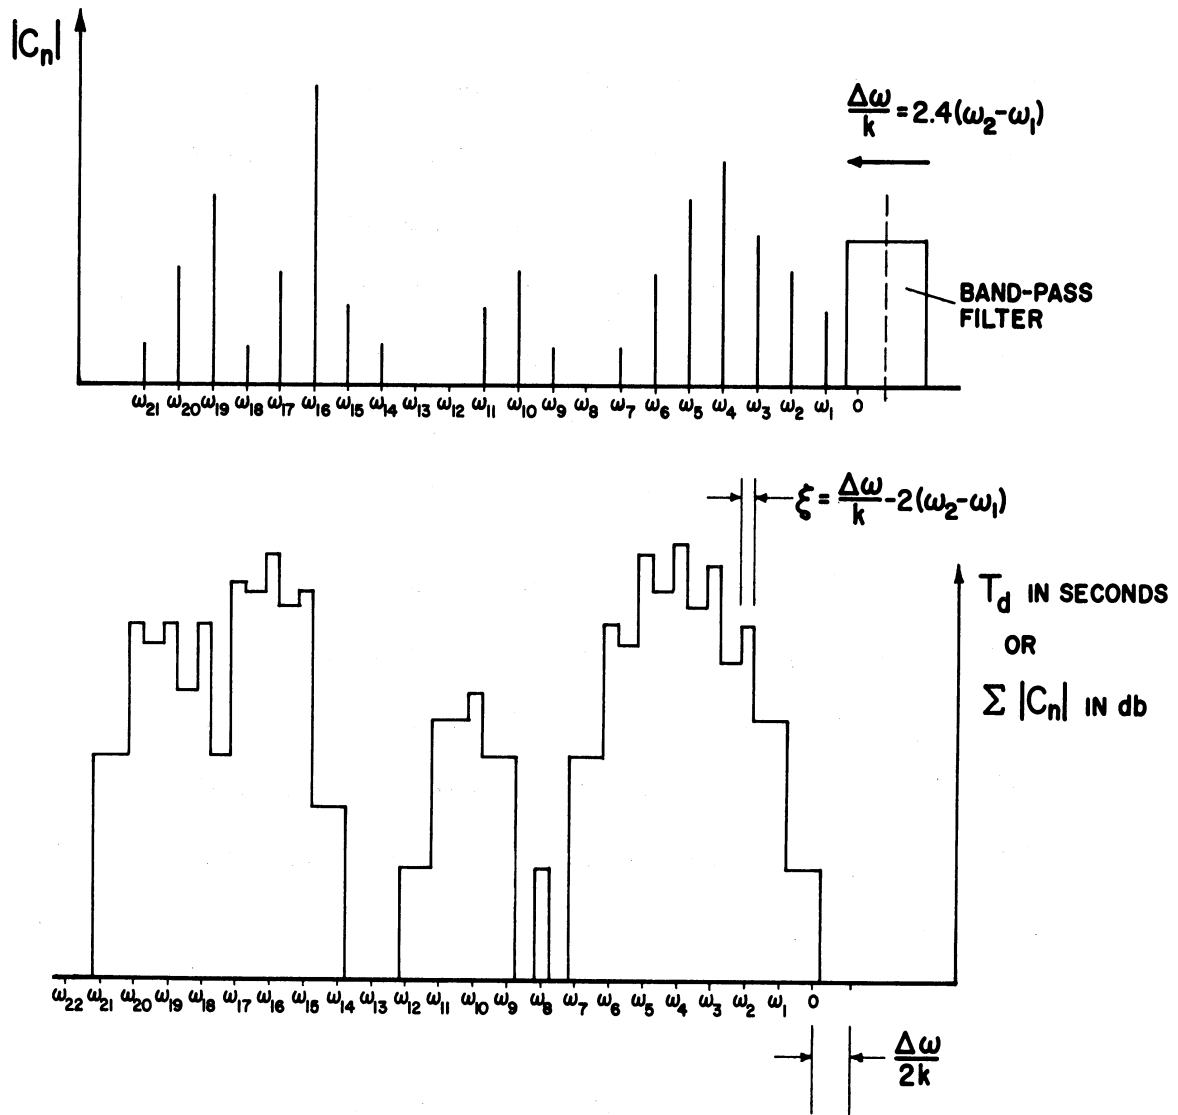 |Cₙ|
Δω/k = 2.4(ω₂-ω₁)
BAND-PASS
FILTER
ω₂₁ ω₂₀ ω₁₉ ω₁₈ ω₁₇ ω₁₆ ω₁₅ ω₁₄ ω₁₃ ω₁₂ ω₁₁ ω₁₀ ω₉ ω₈ ω₇ ω₆ ω₅ ω₄ ω₃ ω₂ ω₁ 0
ξ = Δω/k -2(ω₂-ω₁)
T_d IN SECONDS
OR
Σ |Cₙ| IN db
ω₂₂ ω₂₁ ω₂₀ ω₁₉ ω₁₈ ω₁₇ ω₁₆ ω₁₅ ω₁₄ ω₁₃ ω₁₂ ω₁₁ ω₁₀ ω₉ ω₈ ω₇ ω₆ ω₅ ω₄ ω₃ ω₂ ω₁ 0
Δω/2k